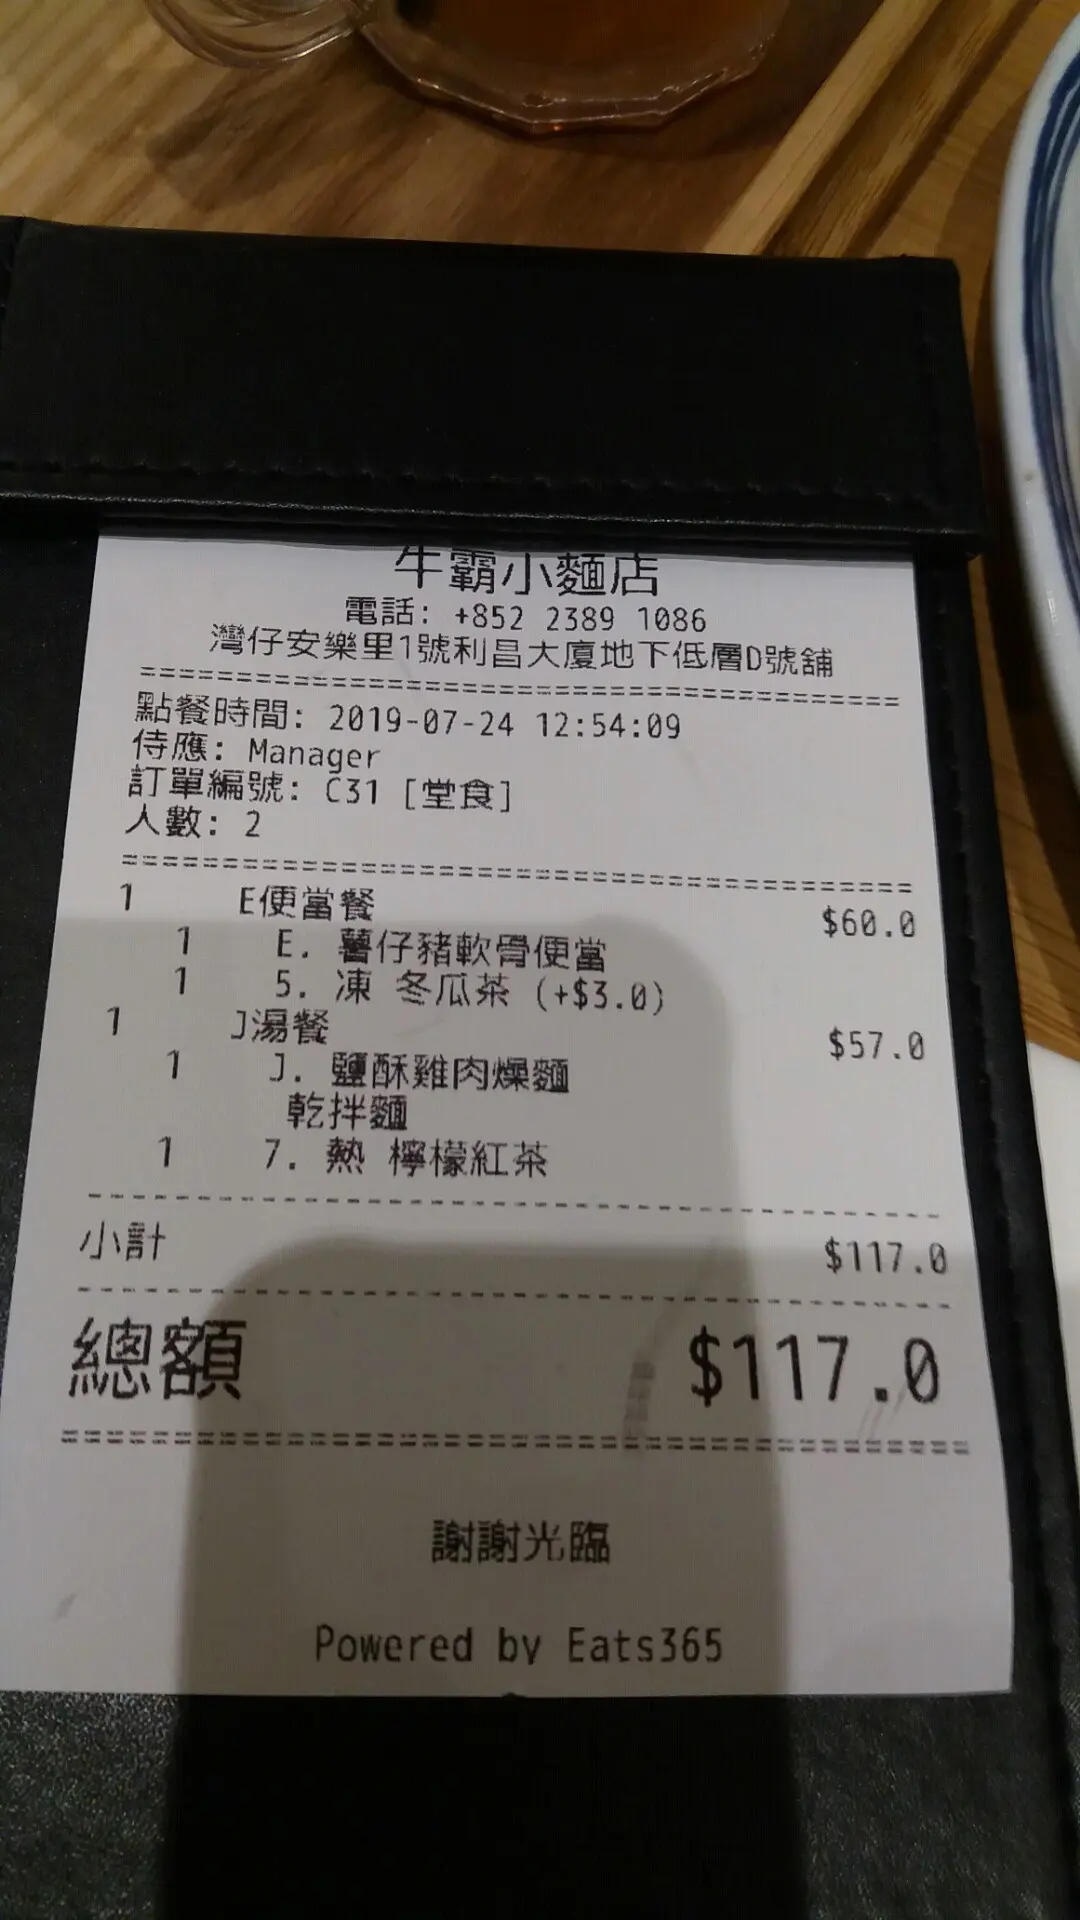 牛霸小麵店
電話: +852 2389 1086
灣仔安樂里1號利昌大廈地下低層D號舖
點餐時間: 2019-07-24 12:54:09
侍應: Manager
訂單編號: C31 [堂食]
人數: 2
1 E便當餐 $60.0
1 E. 薯仔豬軟骨便當
1 5. 凍 冬瓜茶 (+$3.0)
1 J湯餐 $57.0
1 J. 鹽酥雞肉燥麵
乾拌麵
1 7. 熱 檸檬紅茶
小計 $117.0
總額 $117.0
謝謝光臨
Powered by Eats365